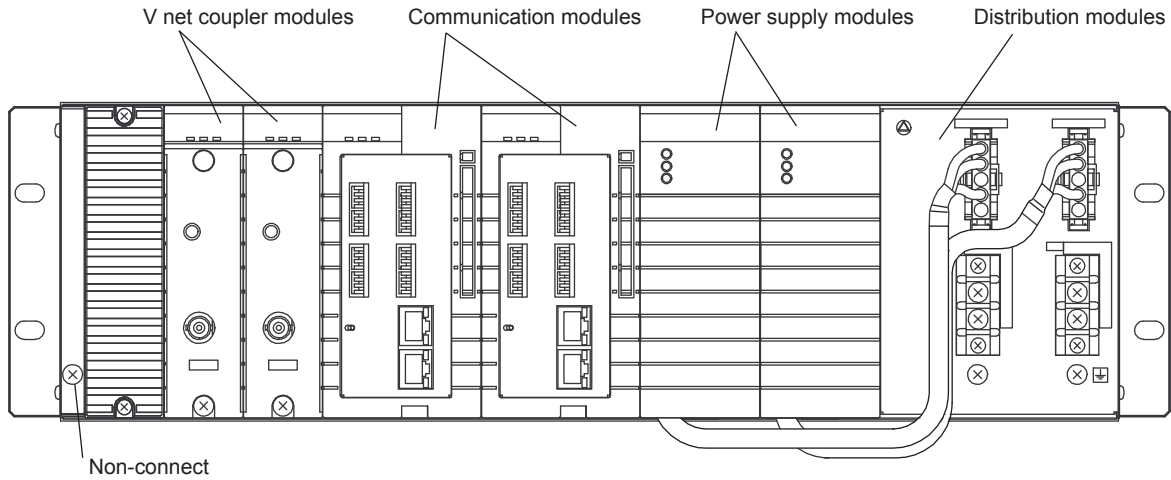 V net coupler modules
Communication modules
Power supply modules
Distribution modules
Non-connect